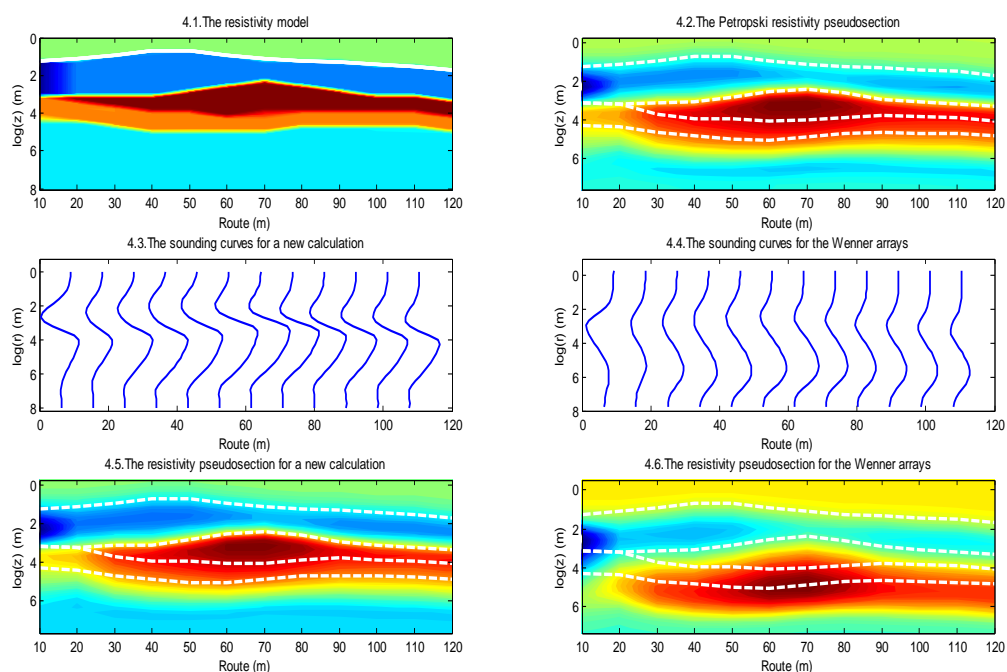 4.1.The resistivity model
0
2
4
6
8
log(z) (m)
10 20 30 40 50 60 70 80 90 100 110 120
Route (m)
4.2.The Petropski resistivity pseudosection
0
2
4
6
log(z) (m)
10 20 30 40 50 60 70 80 90 100 110 120
Route (m)
4.3.The sounding curves for a new calculation
0
2
4
6
8
log(r) (m)
0 20 40 60 80 100 120
Route (m)
4.4.The sounding curves for the Wenner arrays
0
2
4
6
8
log(r) (m)
0 20 40 60 80 100 120
Route (m)
4.5.The resistivity pseudosection for a new calculation
0
2
4
6
log(z) (m)
10 20 30 40 50 60 70 80 90 100 110 120
Route (m)
4.6.The resistivity pseudosection for the Wenner arrays
0
2
4
6
log(z) (m)
10 20 30 40 50 60 70 80 90 100 110 120
Route (m)